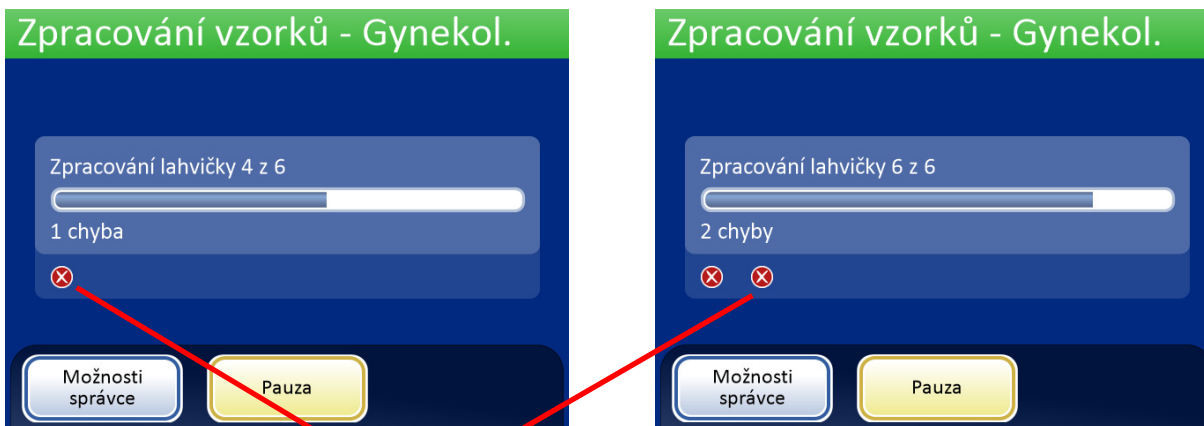 Zpracování vzorků - Gynekol.
Zpracování lahvičky 4 z 6
1 chyba
Možnosti
správce
Pauza
Zpracování vzorků - Gynekol.
Zpracování lahvičky 6 z 6
2 chyby
Možnosti
správce
Pauza